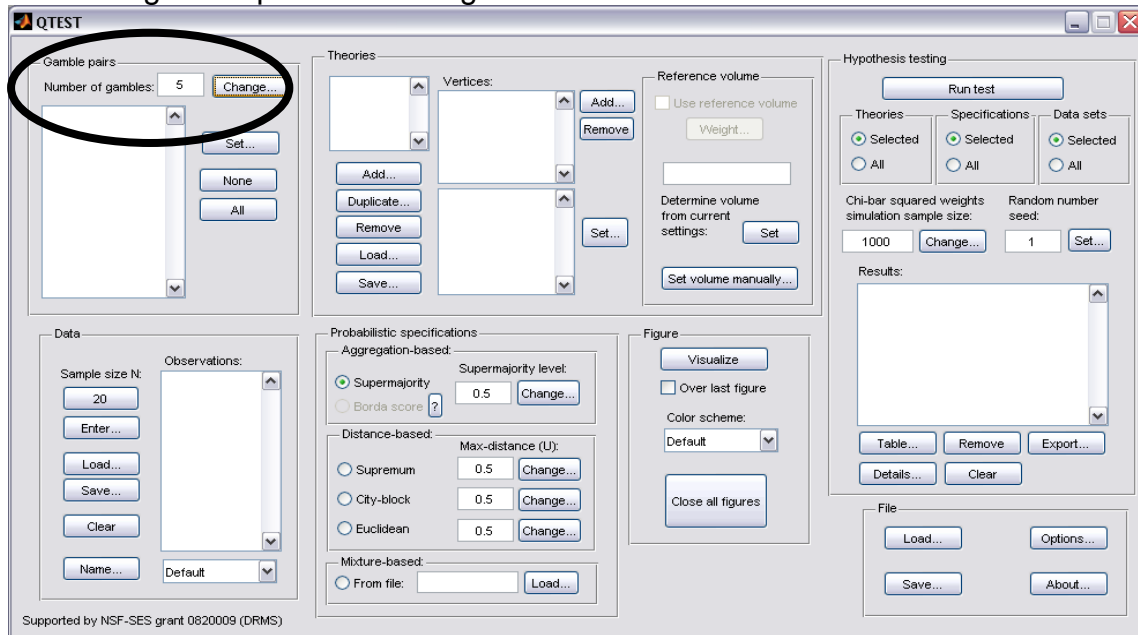 QTEST
Gamble pairs
Number of gambles: 5 Change...
Set...
None
All
Theories
Vertices:
Add...
Remove
Add...
Duplicate...
Remove
Load...
Save...
Set...
Reference volume
Use reference volume
Weight...
Determine volume
from current
settings: Set
Set volume manually...
Hypothesis testing
Run test
Theories
Selected
All
Specifications
Selected
All
Data sets
Selected
All
Chi-bar squared weights
simulation sample size:
1000 Change...
Random number
seed:
1 Set...
Results:
Table... Remove Export...
Details... Clear
Data
Sample size N:
20
Enter...
Load...
Save...
Clear
Name...
Observations:
Default
Probabilistic specifications
Aggregation-based:
Supermajority
Borda score ?
Supermajority level:
0.5 Change...
Distance-based:
Max-distance (U):
Supremum 0.5 Change...
City-block 0.5 Change...
Euclidean 0.5 Change...
Mixture-based:
From file: Load...
Figure
Visualize
Over last figure
Color scheme:
Default
Close all figures
File
Load... Options...
Save... About...
Supported by NSF-SES grant 0820009 (DRMS)